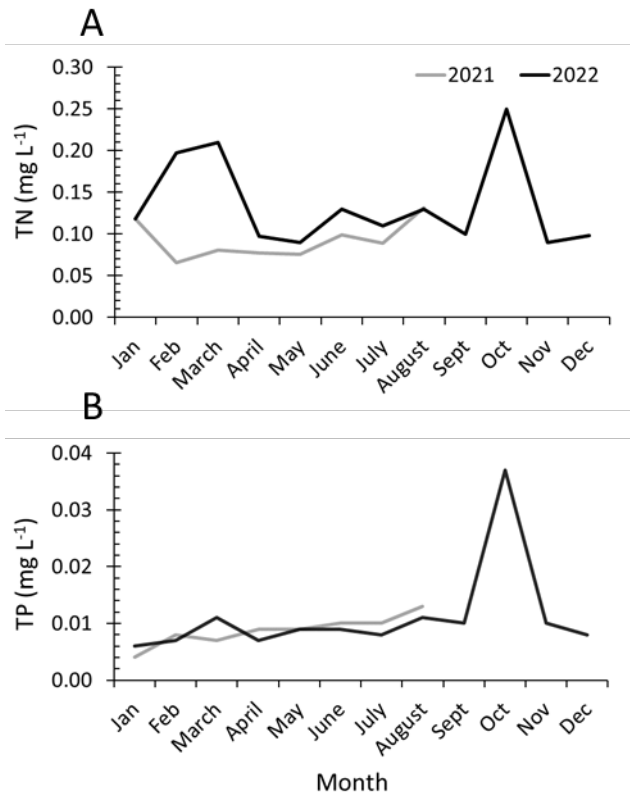 A
TN (mg L⁻¹)
0.30
0.25
0.20
0.15
0.10
0.05
0.00
2021 2022
Jan Feb March April May June July August Sept Oct Nov Dec
B
TP (mg L⁻¹)
0.04
0.03
0.02
0.01
0.00
Jan Feb March April May June July August Sept Oct Nov Dec
Month